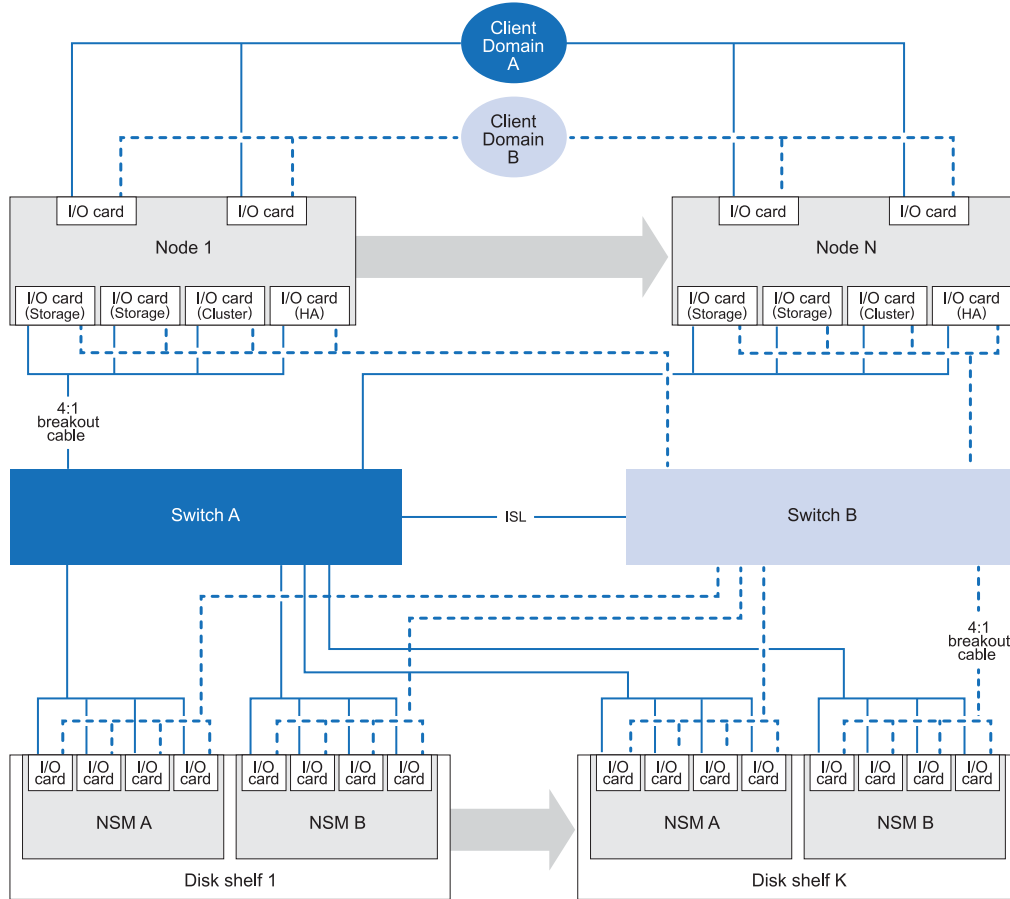 Client
Domain
A
Client
Domain
B
I/O card
I/O card
I/O card
I/O card
Node 1
Node N
I/O card
(Storage)
I/O card
(Storage)
I/O card
(Cluster)
I/O card
(HA)
I/O card
(Storage)
I/O card
(Storage)
I/O card
(Cluster)
I/O card
(HA)
4:1
breakout
cable
Switch A
ISL
Switch B
4:1
breakout
cable
I/O
card
I/O
card
I/O
card
I/O
card
I/O
card
I/O
card
I/O
card
I/O
card
I/O
card
I/O
card
I/O
card
I/O
card
I/O
card
I/O
card
I/O
card
I/O
card
NSM A
NSM B
NSM A
NSM B
Disk shelf 1
Disk shelf K